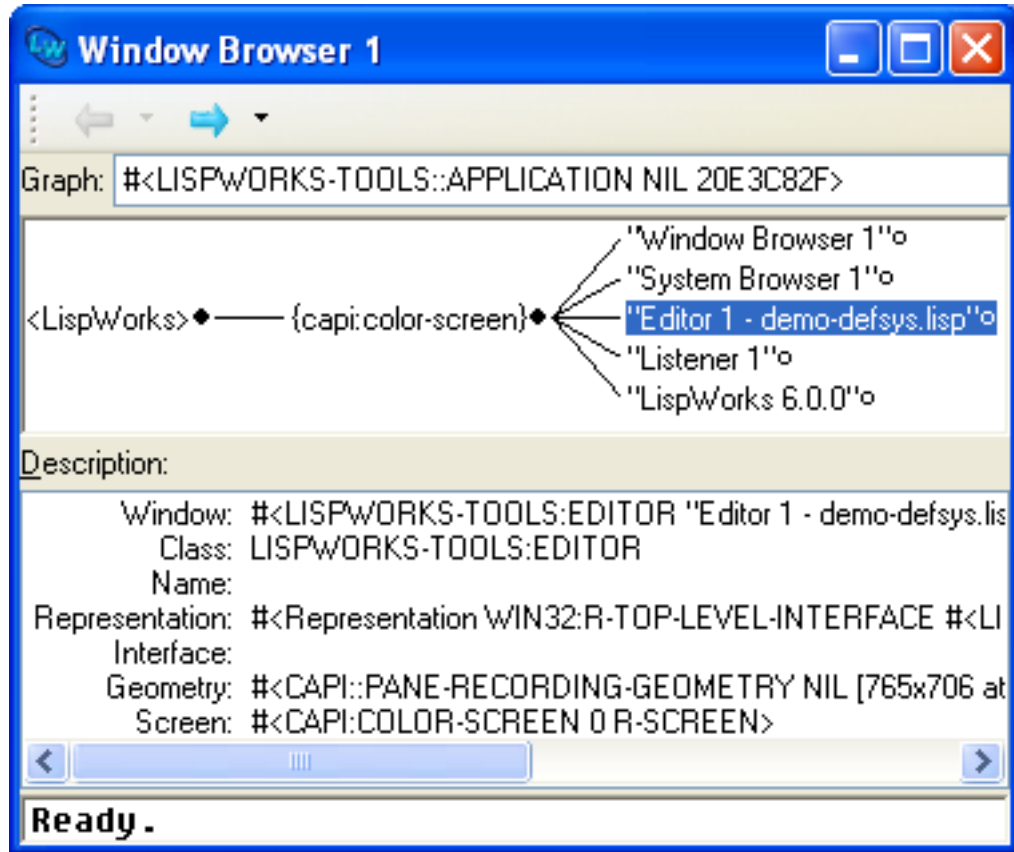 Window Browser 1
Graph: #<LISPWORKS-TOOLS::APPLICATION NIL 20E3C82F>
"Window Browser 1"
"System Browser 1"
<LispWorks> {capi:color-screen} "Editor 1 - demo-defsys.lisp"
"Listener 1"
"LispWorks 6.0.0"
Description:
Window: #<LISPWORKS-TOOLS:EDITOR "Editor 1 - demo-defsys.lis
Class: LISPWORKS-TOOLS:EDITOR
Name:
Representation: #<Representation WIN32:R-TOP-LEVEL-INTERFACE #<LI
Interface:
Geometry: #<CAPI::PANE-RECORDING-GEOMETRY NIL [765x706 at
Screen: #<CAPI:COLOR-SCREEN 0 R-SCREEN>
Ready.